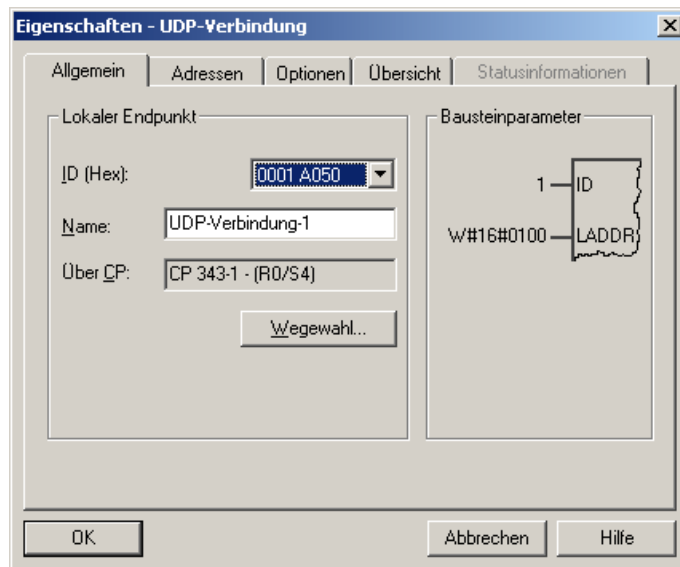 Eigenschaften - UDP-Verbindung
Allgemein
Adressen
Optionen
Übersicht
Statusinformationen
Lokaler Endpunkt
ID (Hex):
0001 A050
Name:
UDP-Verbindung-1
Über CP:
CP 343-1 - (R0/S4)
Wegewahl...
Bausteinparameter
1
ID
W#16#0100
LADDR
OK
Abbrechen
Hilfe